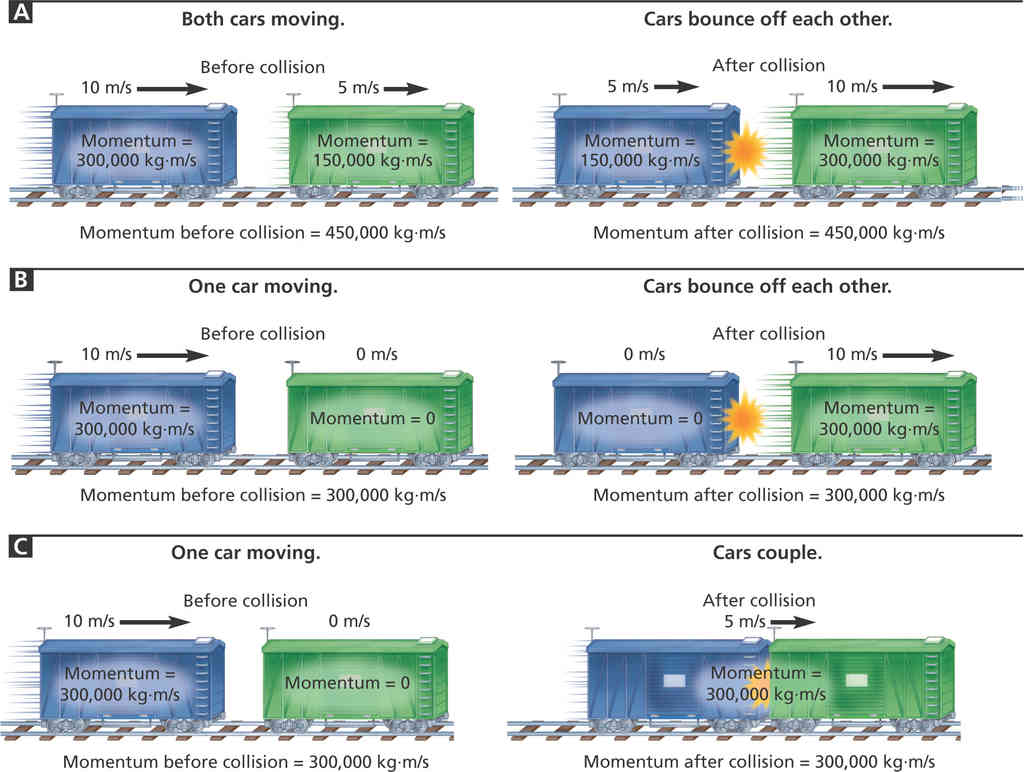 A
Both cars moving.
Cars bounce off each other.
Before collision
10 m/s
5 m/s
After collision
5 m/s
10 m/s
Momentum =
300,000 kg·m/s
Momentum =
150,000 kg·m/s
Momentum =
150,000 kg·m/s
Momentum =
300,000 kg·m/s
Momentum before collision = 450,000 kg·m/s
Momentum after collision = 450,000 kg·m/s
B
One car moving.
Cars bounce off each other.
Before collision
10 m/s
0 m/s
After collision
0 m/s
10 m/s
Momentum =
300,000 kg·m/s
Momentum = 0
Momentum = 0
Momentum =
300,000 kg·m/s
Momentum before collision = 300,000 kg·m/s
Momentum after collision = 300,000 kg·m/s
C
One car moving.
Cars couple.
Before collision
10 m/s
0 m/s
After collision
5 m/s
Momentum =
300,000 kg·m/s
Momentum = 0
Momentum =
300,000 kg·m/s
Momentum before collision = 300,000 kg·m/s
Momentum after collision = 300,000 kg·m/s